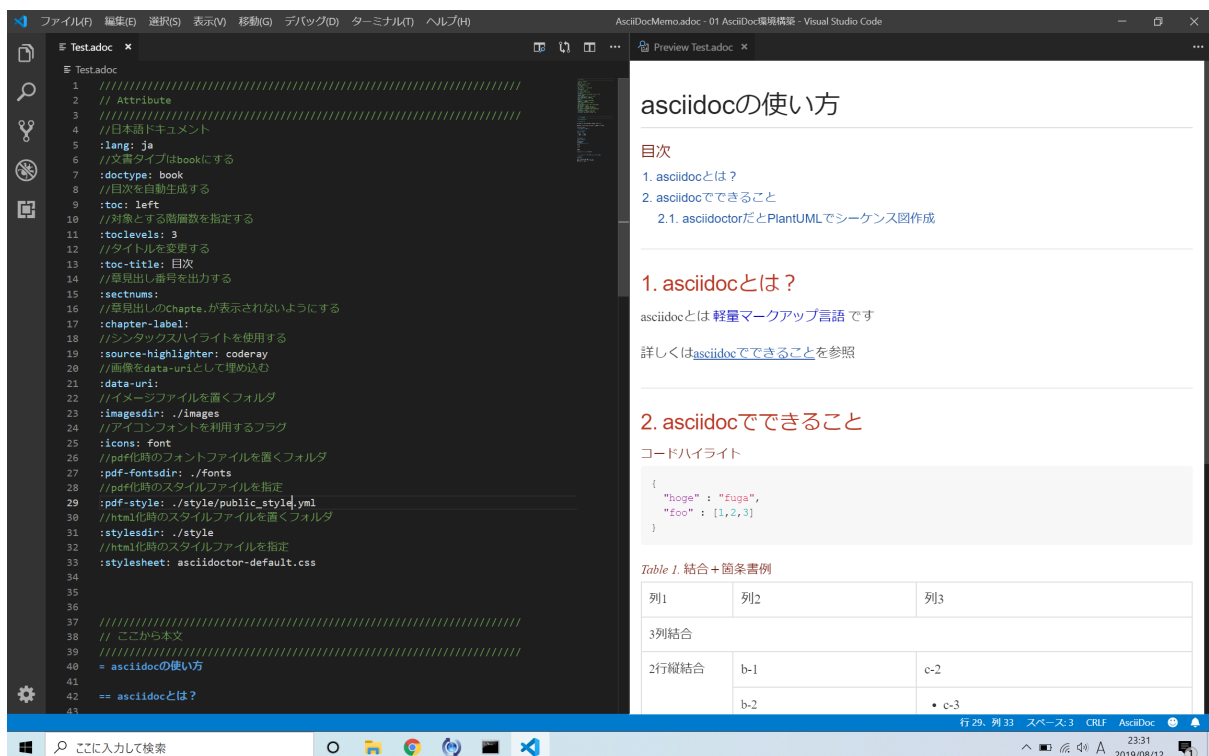 ファイル(F) 編集(E) 選択(S) 表示(V) 移動(G) デバッグ(D) ターミナル(T) ヘルプ(H)
AsciiDocMemo.adoc - 01 AsciiDoc環境構築 - Visual Studio Code
Test.adoc
Test.adoc
1 //////////////////////////////////////////////////////////////////////
2 // Attribute
3 //////////////////////////////////////////////////////////////////////
4 //日本語ドキュメント
5 :lang: ja
6 //文書タイプはbookにする
7 :doctype: book
8 //目次を自動生成する
9 :toc: left
10 //対象とする階層数を指定する
11 :toclevels: 3
12 //タイトルを変更する
13 :toc-title: 目次
14 //章見出し番号を出力する
15 :sectnums:
16 //章見出しのChapte.が表示されないようにする
17 :chapter-label:
18 //シンタックスハイライトを使用する
19 :source-highlighter: coderay
20 //画像をdata-uriとして埋め込む
21 :data-uri:
22 //イメージファイルを置くフォルダ
23 :imagesdir: ./images
24 //アイコンフォントを利用するフラグ
25 :icons: font
26 //pdf化時のフォントファイルを置くフォルダ
27 :pdf-fontsdir: ./fonts
28 //pdf化時のスタイルファイルを指定
29 :pdf-style: ./style/public_style.yml
30 //html化時のスタイルファイルを置くフォルダ
31 :stylesdir: ./style
32 //html化時のスタイルファイルを指定
33 :stylesheet: asciidoctor-default.css
34
35
36
37 //////////////////////////////////////////////////////////////////////
38 // ここから本文
39 //////////////////////////////////////////////////////////////////////
40 = asciidocの使い方
41
42 == asciidocとは？
43
Preview Test.adoc
asciidocの使い方
目次
1. asciidocとは？
2. asciidocでできること
2.1. asciidoctorだとPlantUMLでシーケンス図作成
1. asciidocとは？
asciidocとは 軽量マークアップ言語 です
詳しくはasciidocでできることを参照
2. asciidocでできること
コードハイライト
{
"hoge" : "fuga",
"foo" : [1,2,3]
}
Table 1. 結合＋箇条書例
列1 列2 列3
3列結合
2行縦結合 b-1 c-2
b-2 • c-3
行 29、列 33 スペース: 3 CRLF AsciiDoc
ここに入力して検索
A 23:31
2019/08/12